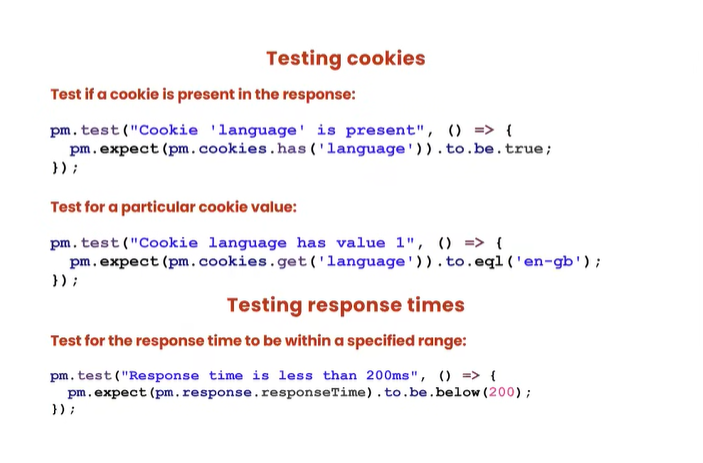 Testing cookies
Test if a cookie is present in the response:
pm.test("Cookie 'language' is present", () => {
  pm.expect(pm.cookies.has('language')).to.be.true;
});
Test for a particular cookie value:
pm.test("Cookie language has value 1", () => {
  pm.expect(pm.cookies.get('language')).to.eql('en-gb');
});
Testing response times
Test for the response time to be within a specified range:
pm.test("Response time is less than 200ms", () => {
  pm.expect(pm.response.responseTime).to.be.below(200);
});